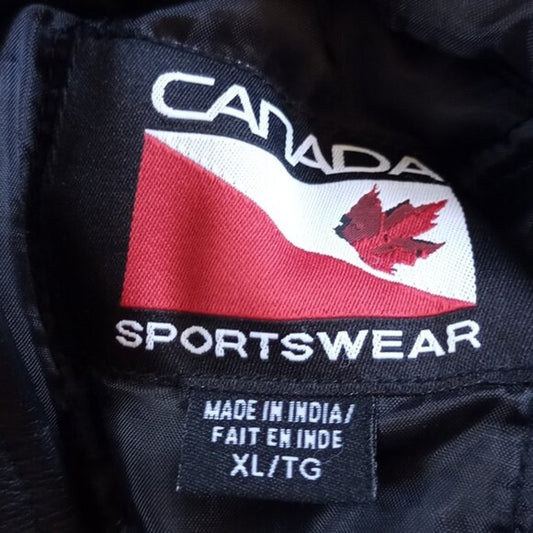 CANADA
SPORTSWEAR
MADE IN INDIA/
FAIT EN INDE
XL/TG